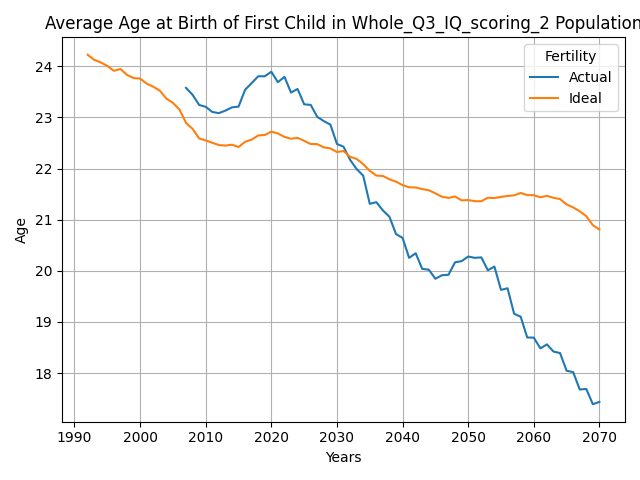 Average Age at Birth of First Child in Whole_Q3_IQ_scoring_2 Population
Fertility
Actual
Ideal
24
23
22
21
20
19
18
Age
1990
2000
2010
2020
2030
2040
2050
2060
2070
Years